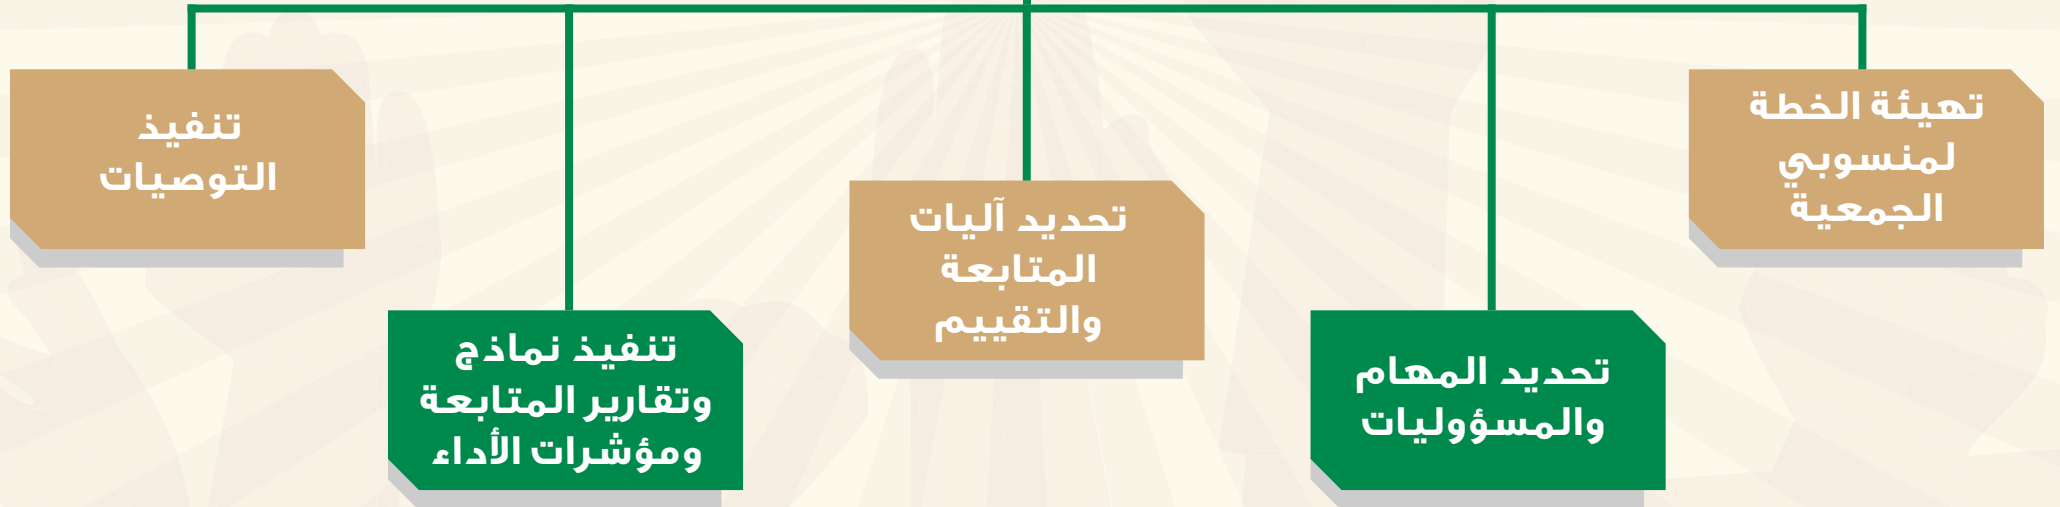 تهيئة الخطة
لمنسوبي
الجمعية
تحديد المهام
والمسؤوليات
تحديد آليات
المتابعة
والتقييم
تنفيذ نماذج
وتقارير المتابعة
ومؤشرات الأداء
تنفيذ
التوصيات